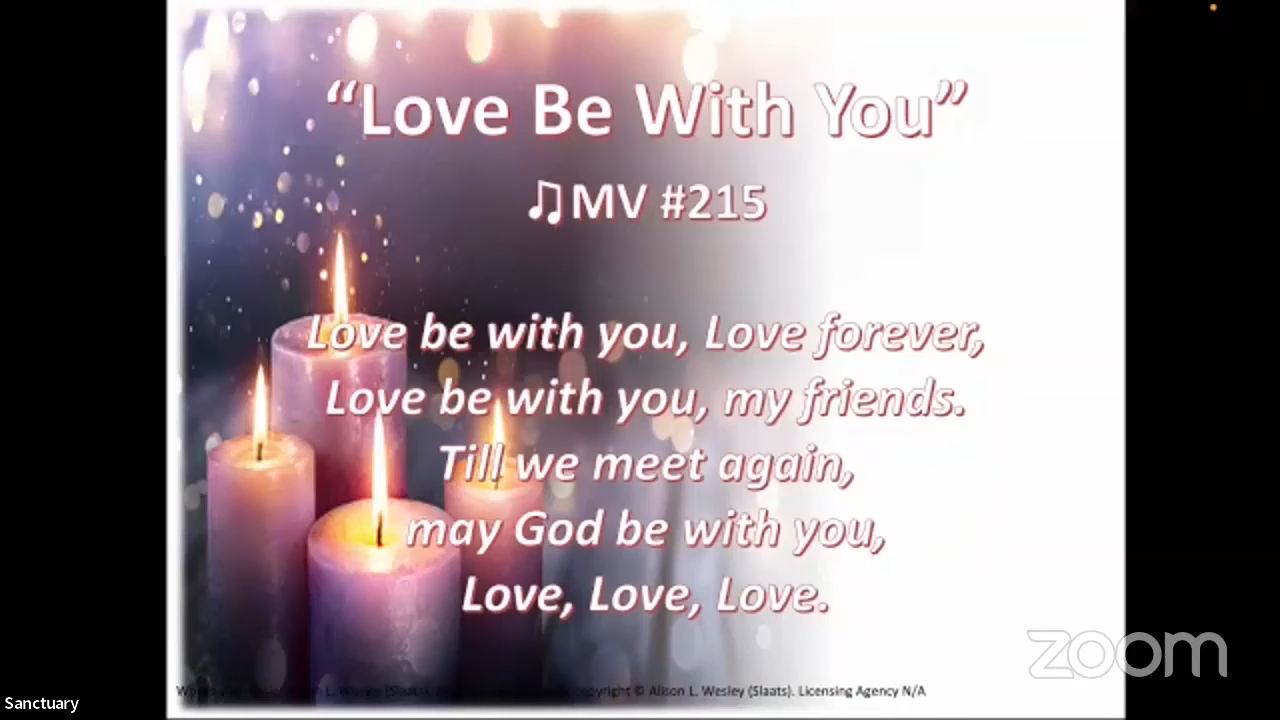 “Love Be With You”
♫MV #215
Love be with you, Love forever,
Love be with you, my friends.
Till we meet again,
may God be with you,
Love, Love, Love.
zoom
copyright © Alison L. Wesley (Slaats). Licensing Agency N/A
Sanctuary